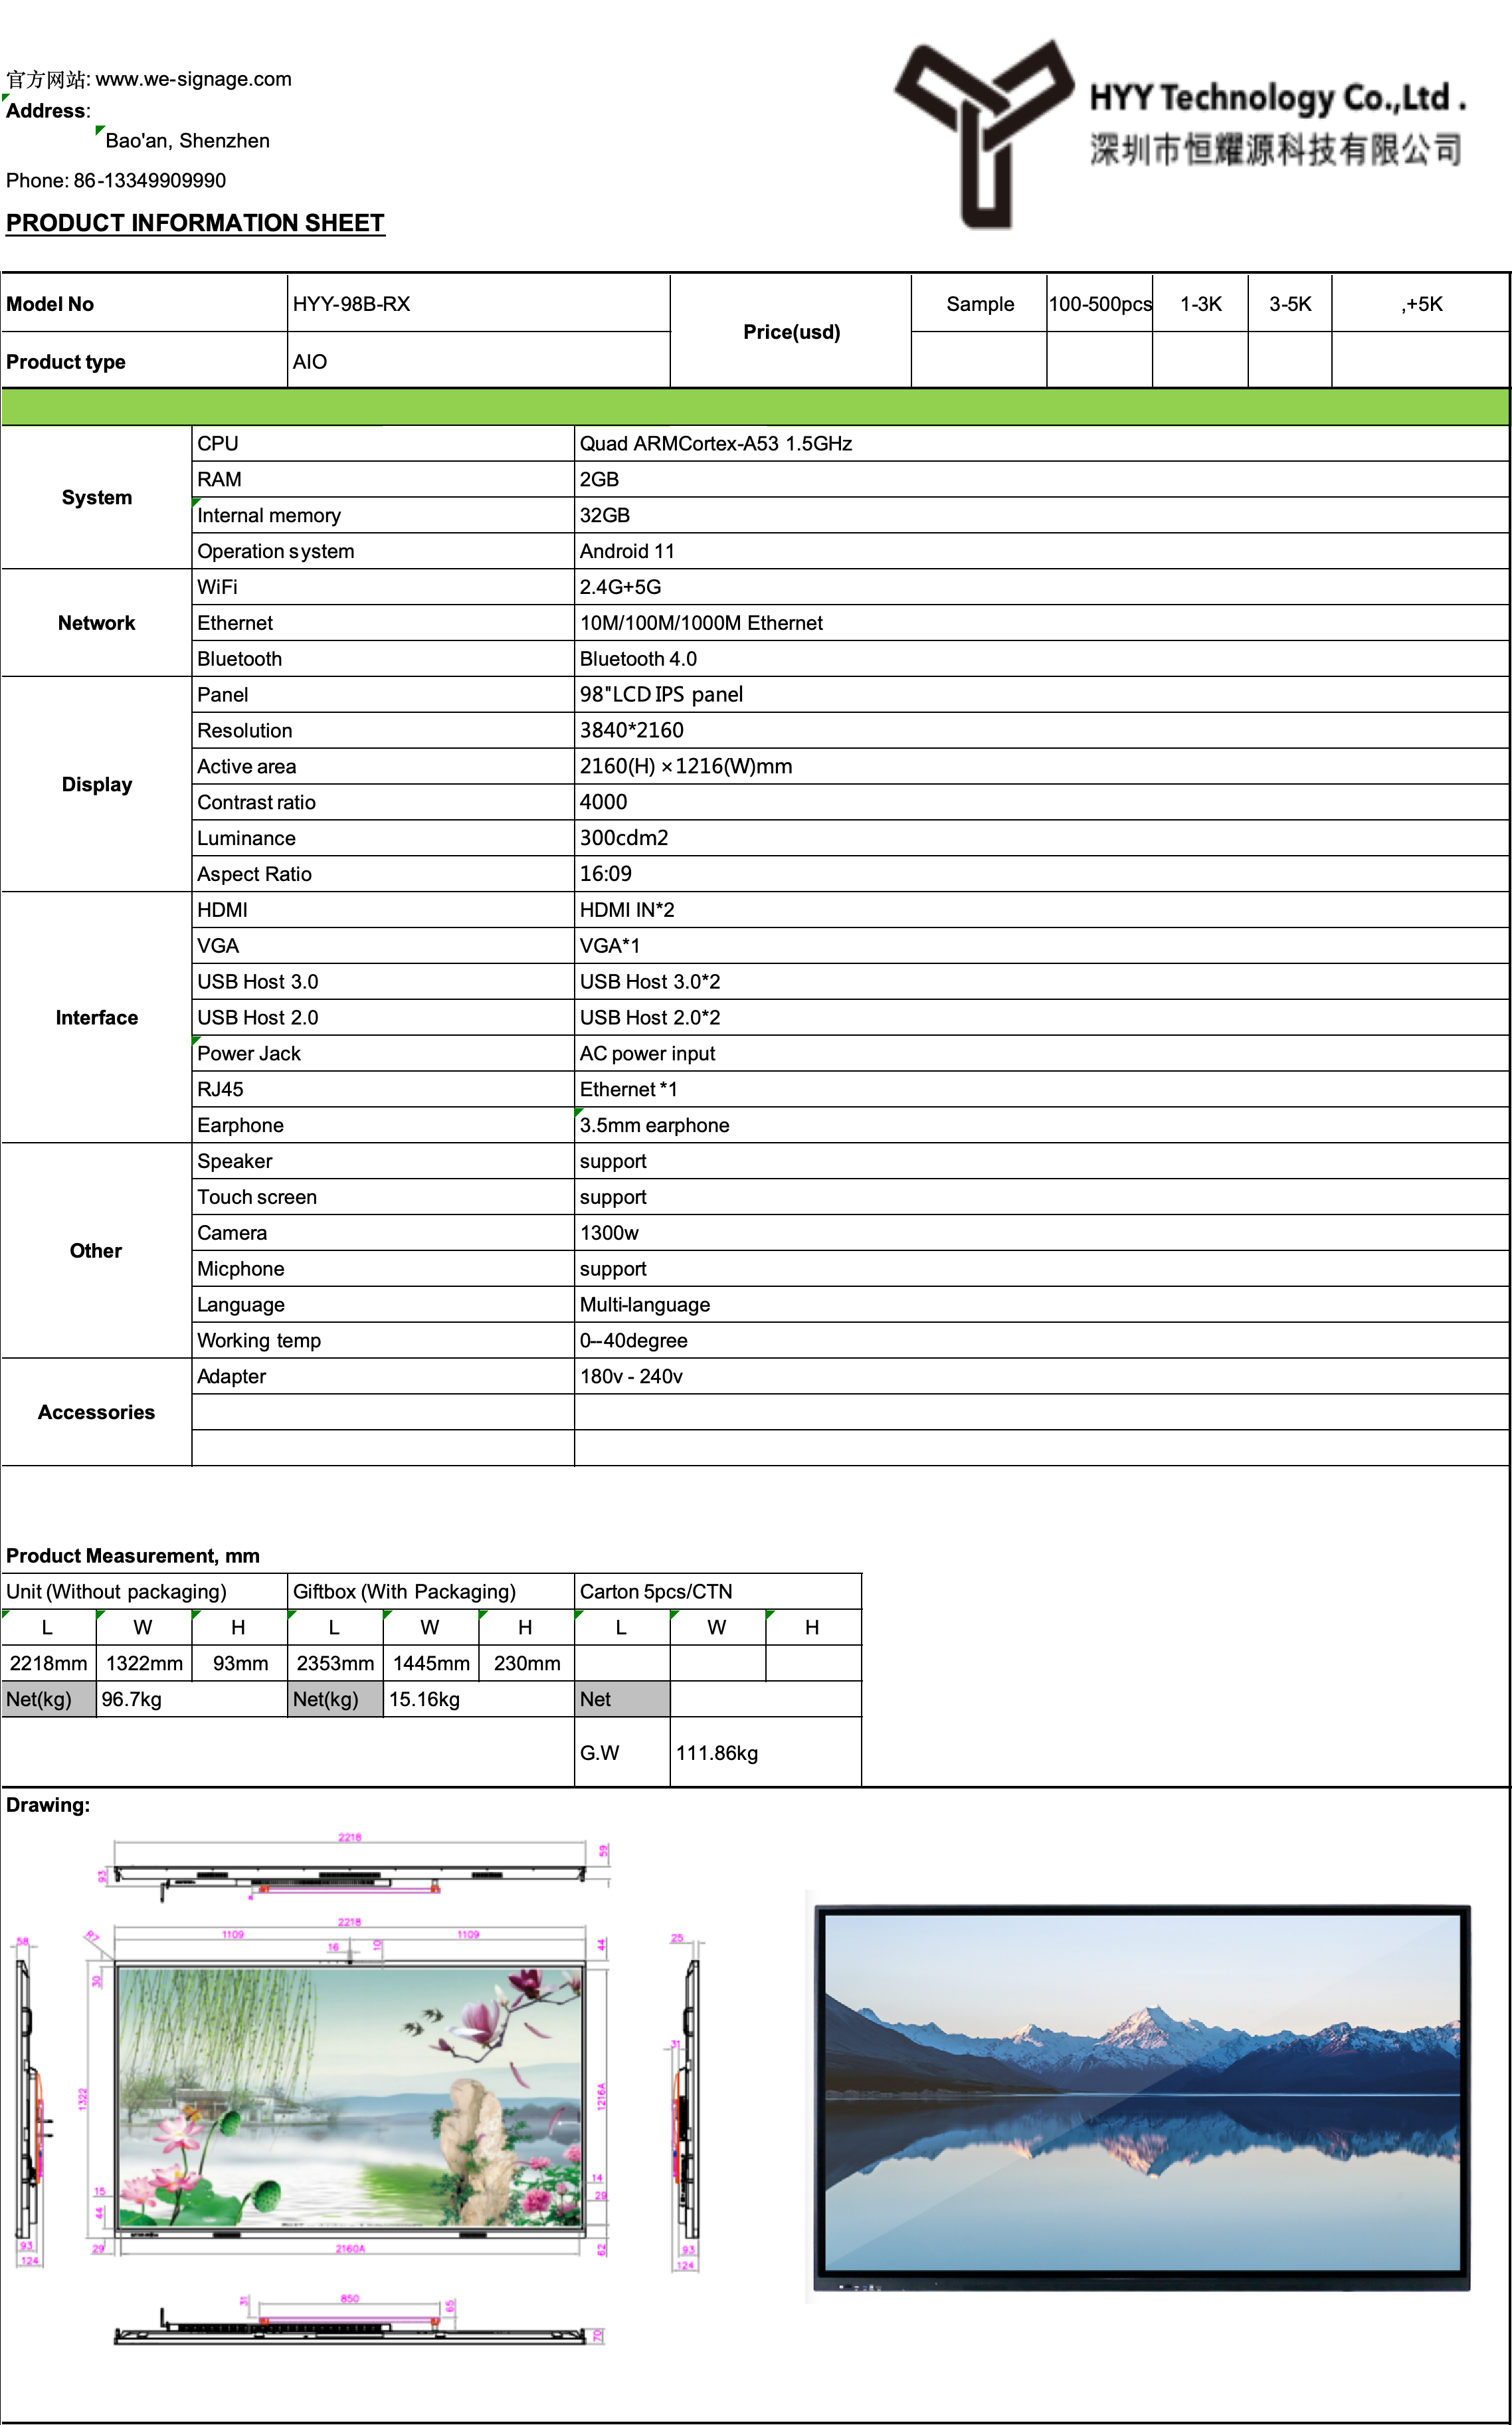 官方网站: www.we-signage.com
Address:
Bao'an, Shenzhen
Phone: 86-13349909990
PRODUCT INFORMATION SHEET
HYY Technology Co.,Ltd .
深圳市恒耀源科技有限公司
Model No HYY-98B-RX Price(usd) Sample 100-500pcs 1-3K 3-5K ,+5K
Product type AIO
System
CPU Quad ARMCortex-A53 1.5GHz
RAM 2GB
Internal memory 32GB
Operation system Android 11
Network
WiFi 2.4G+5G
Ethernet 10M/100M/1000M Ethernet
Bluetooth Bluetooth 4.0
Display
Panel 98"LCD IPS panel
Resolution 3840*2160
Active area 2160(H) ×1216(W)mm
Contrast ratio 4000
Luminance 300cdm2
Aspect Ratio 16:09
Interface
HDMI HDMI IN*2
VGA VGA*1
USB Host 3.0 USB Host 3.0*2
USB Host 2.0 USB Host 2.0*2
Power Jack AC power input
RJ45 Ethernet *1
Earphone 3.5mm earphone
Other
Speaker support
Touch screen support
Camera 1300w
Micphone support
Language Multi-language
Working temp 0--40degree
Accessories
Adapter 180v - 240v
Product Measurement, mm
Unit (Without packaging) Giftbox (With Packaging) Carton 5pcs/CTN
L W H L W H L W H
2218mm 1322mm 93mm 2353mm 1445mm 230mm
Net(kg) 96.7kg Net(kg) 15.16kg Net
G.W 111.86kg
Drawing:
2218
59
93
2218
1109 1109
16 10
R7
44
30
58
25
31
1322
1216A
15
14
29
44
29
2160A
62
93
124
93
124
31
850
65
70